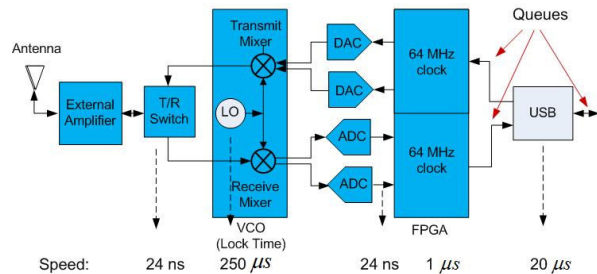 Queues
Antenna
Transmit
Mixer
DAC
64 MHz
clock
DAC
External
Amplifier
T/R
Switch
LO
USB
ADC
64 MHz
clock
ADC
Receive
Mixer
VCO
(Lock Time)
FPGA
Speed: 24 ns 250 μs 24 ns 1 μs 20 μs